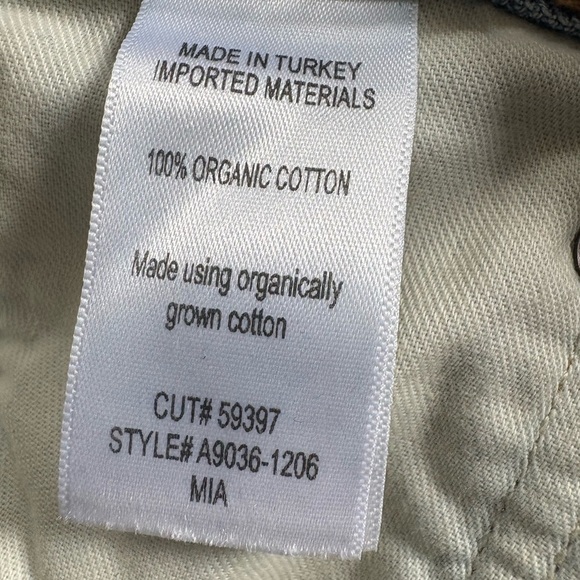 MADE IN TURKEY
IMPORTED MATERIALS
100% ORGANIC COTTON
Made using organically
grown cotton
CUT# 59397
STYLE# A9036-1206
MIA